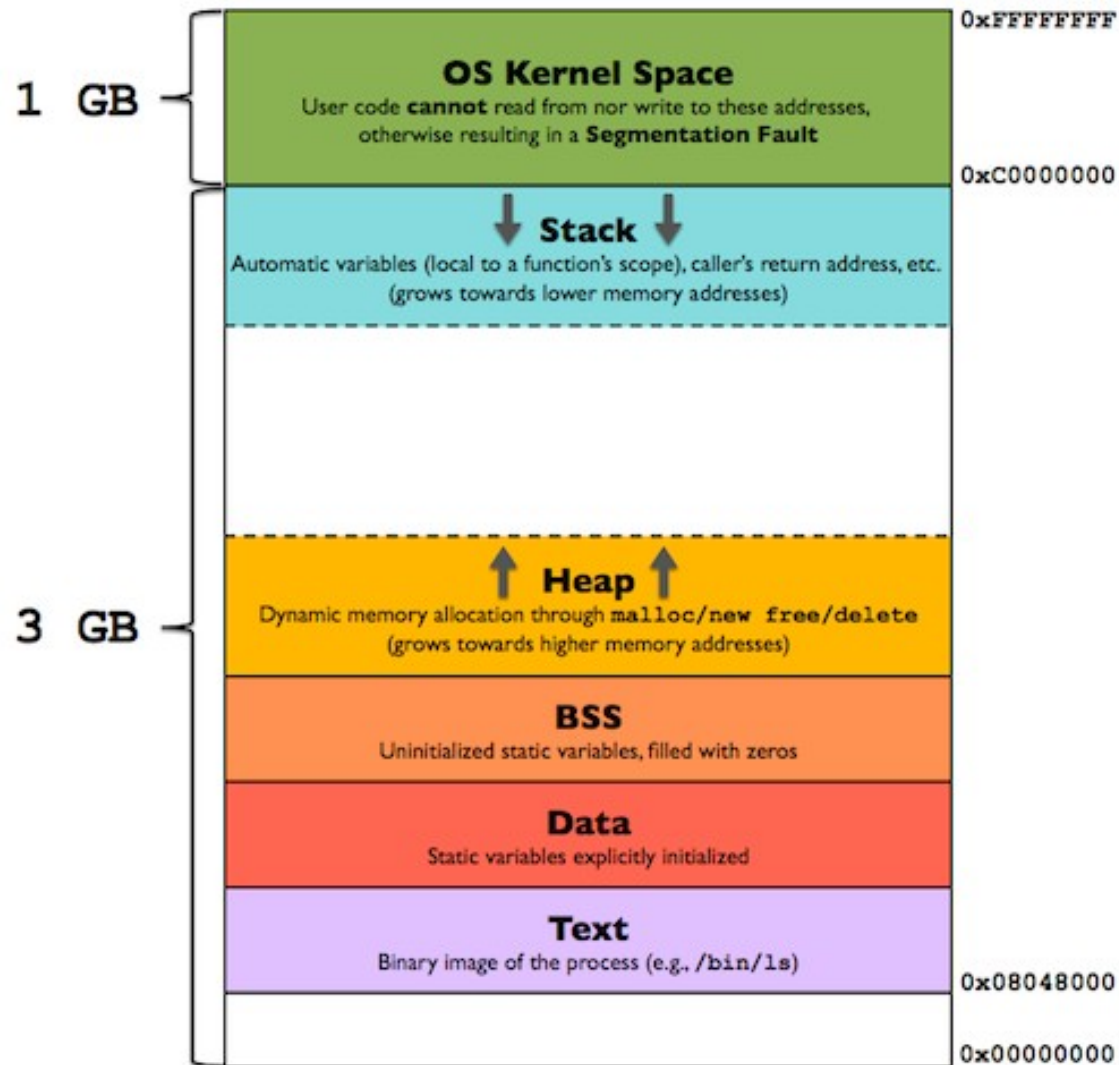 0xFFFFFFFF
1 GB
OS Kernel Space
User code cannot read from nor write to these addresses,
otherwise resulting in a Segmentation Fault
0xC0000000
Stack
Automatic variables (local to a function's scope), caller's return address, etc.
(grows towards lower memory addresses)
3 GB
Heap
Dynamic memory allocation through malloc/new free/delete
(grows towards higher memory addresses)
BSS
Uninitialized static variables, filled with zeros
Data
Static variables explicitly initialized
Text
Binary image of the process (e.g., /bin/ls)
0x08048000
0x00000000